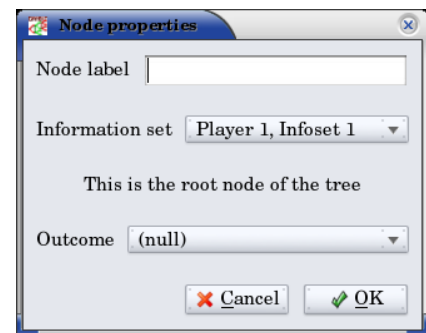 Node properties
Node label
Information set Player 1, Infoset 1
This is the root node of the tree
Outcome (null)
Cancel OK